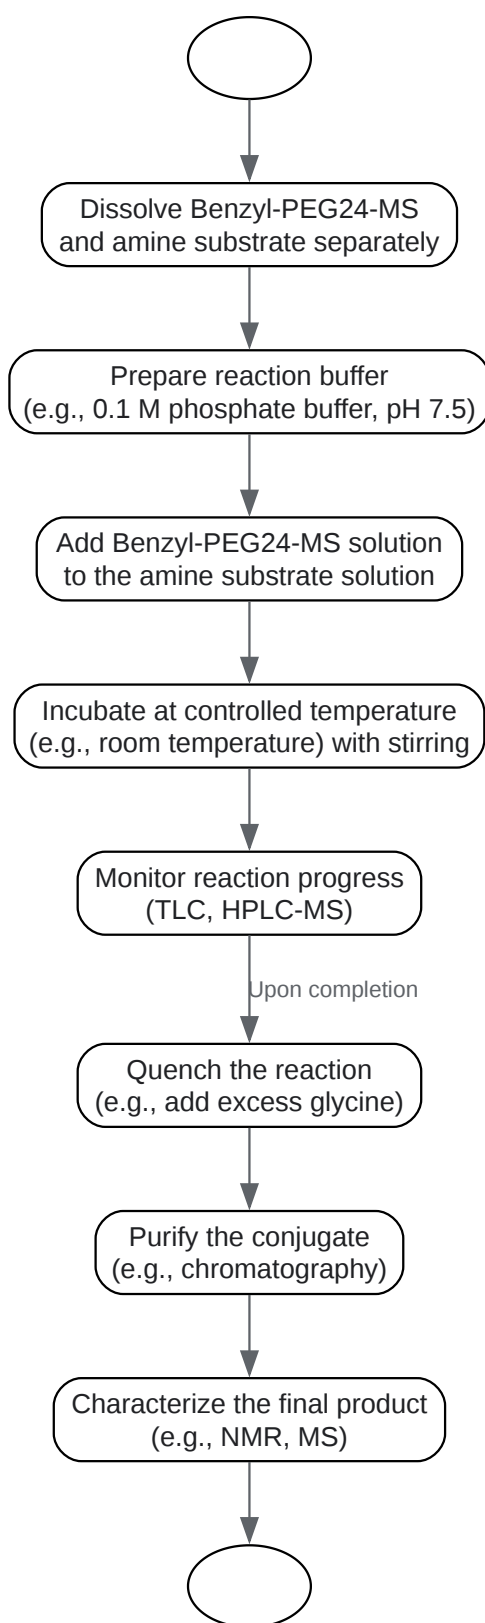 Dissolve Benzyl-PEG24-MS
and amine substrate separately
Prepare reaction buffer
(e.g., 0.1 M phosphate buffer, pH 7.5)
Add Benzyl-PEG24-MS solution
to the amine substrate solution
Incubate at controlled temperature
(e.g., room temperature) with stirring
Monitor reaction progress
(TLC, HPLC-MS)
Upon completion
Quench the reaction
(e.g., add excess glycine)
Purify the conjugate
(e.g., chromatography)
Characterize the final product
(e.g., NMR, MS)